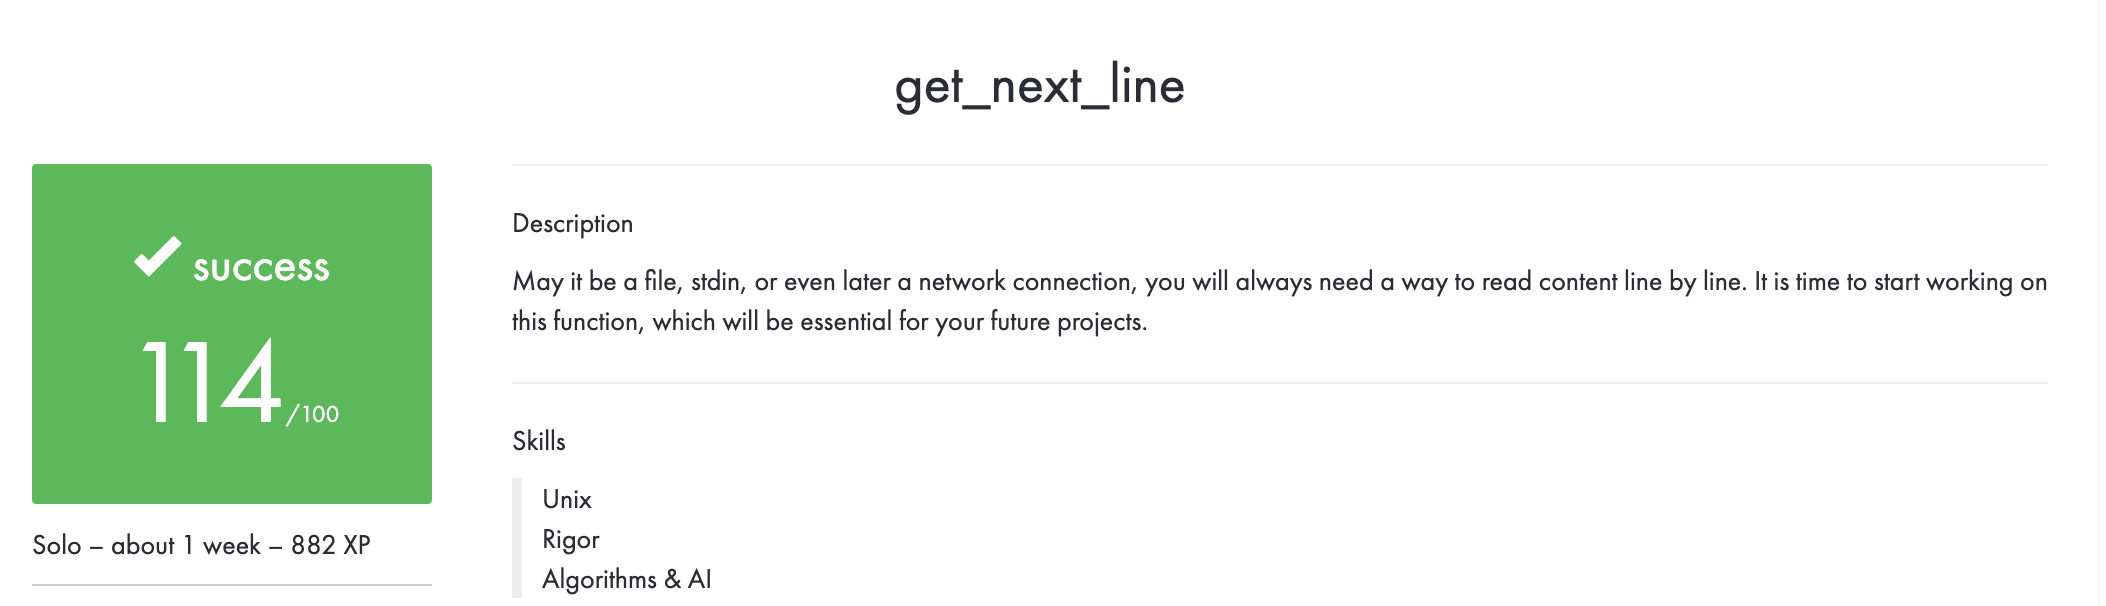 get_next_line
success
114/100
Solo – about 1 week – 882 XP
Description
May it be a file, stdin, or even later a network connection, you will always need a way to read content line by line. It is time to start working on
this function, which will be essential for your future projects.
Skills
Unix
Rigor
Algorithms & AI